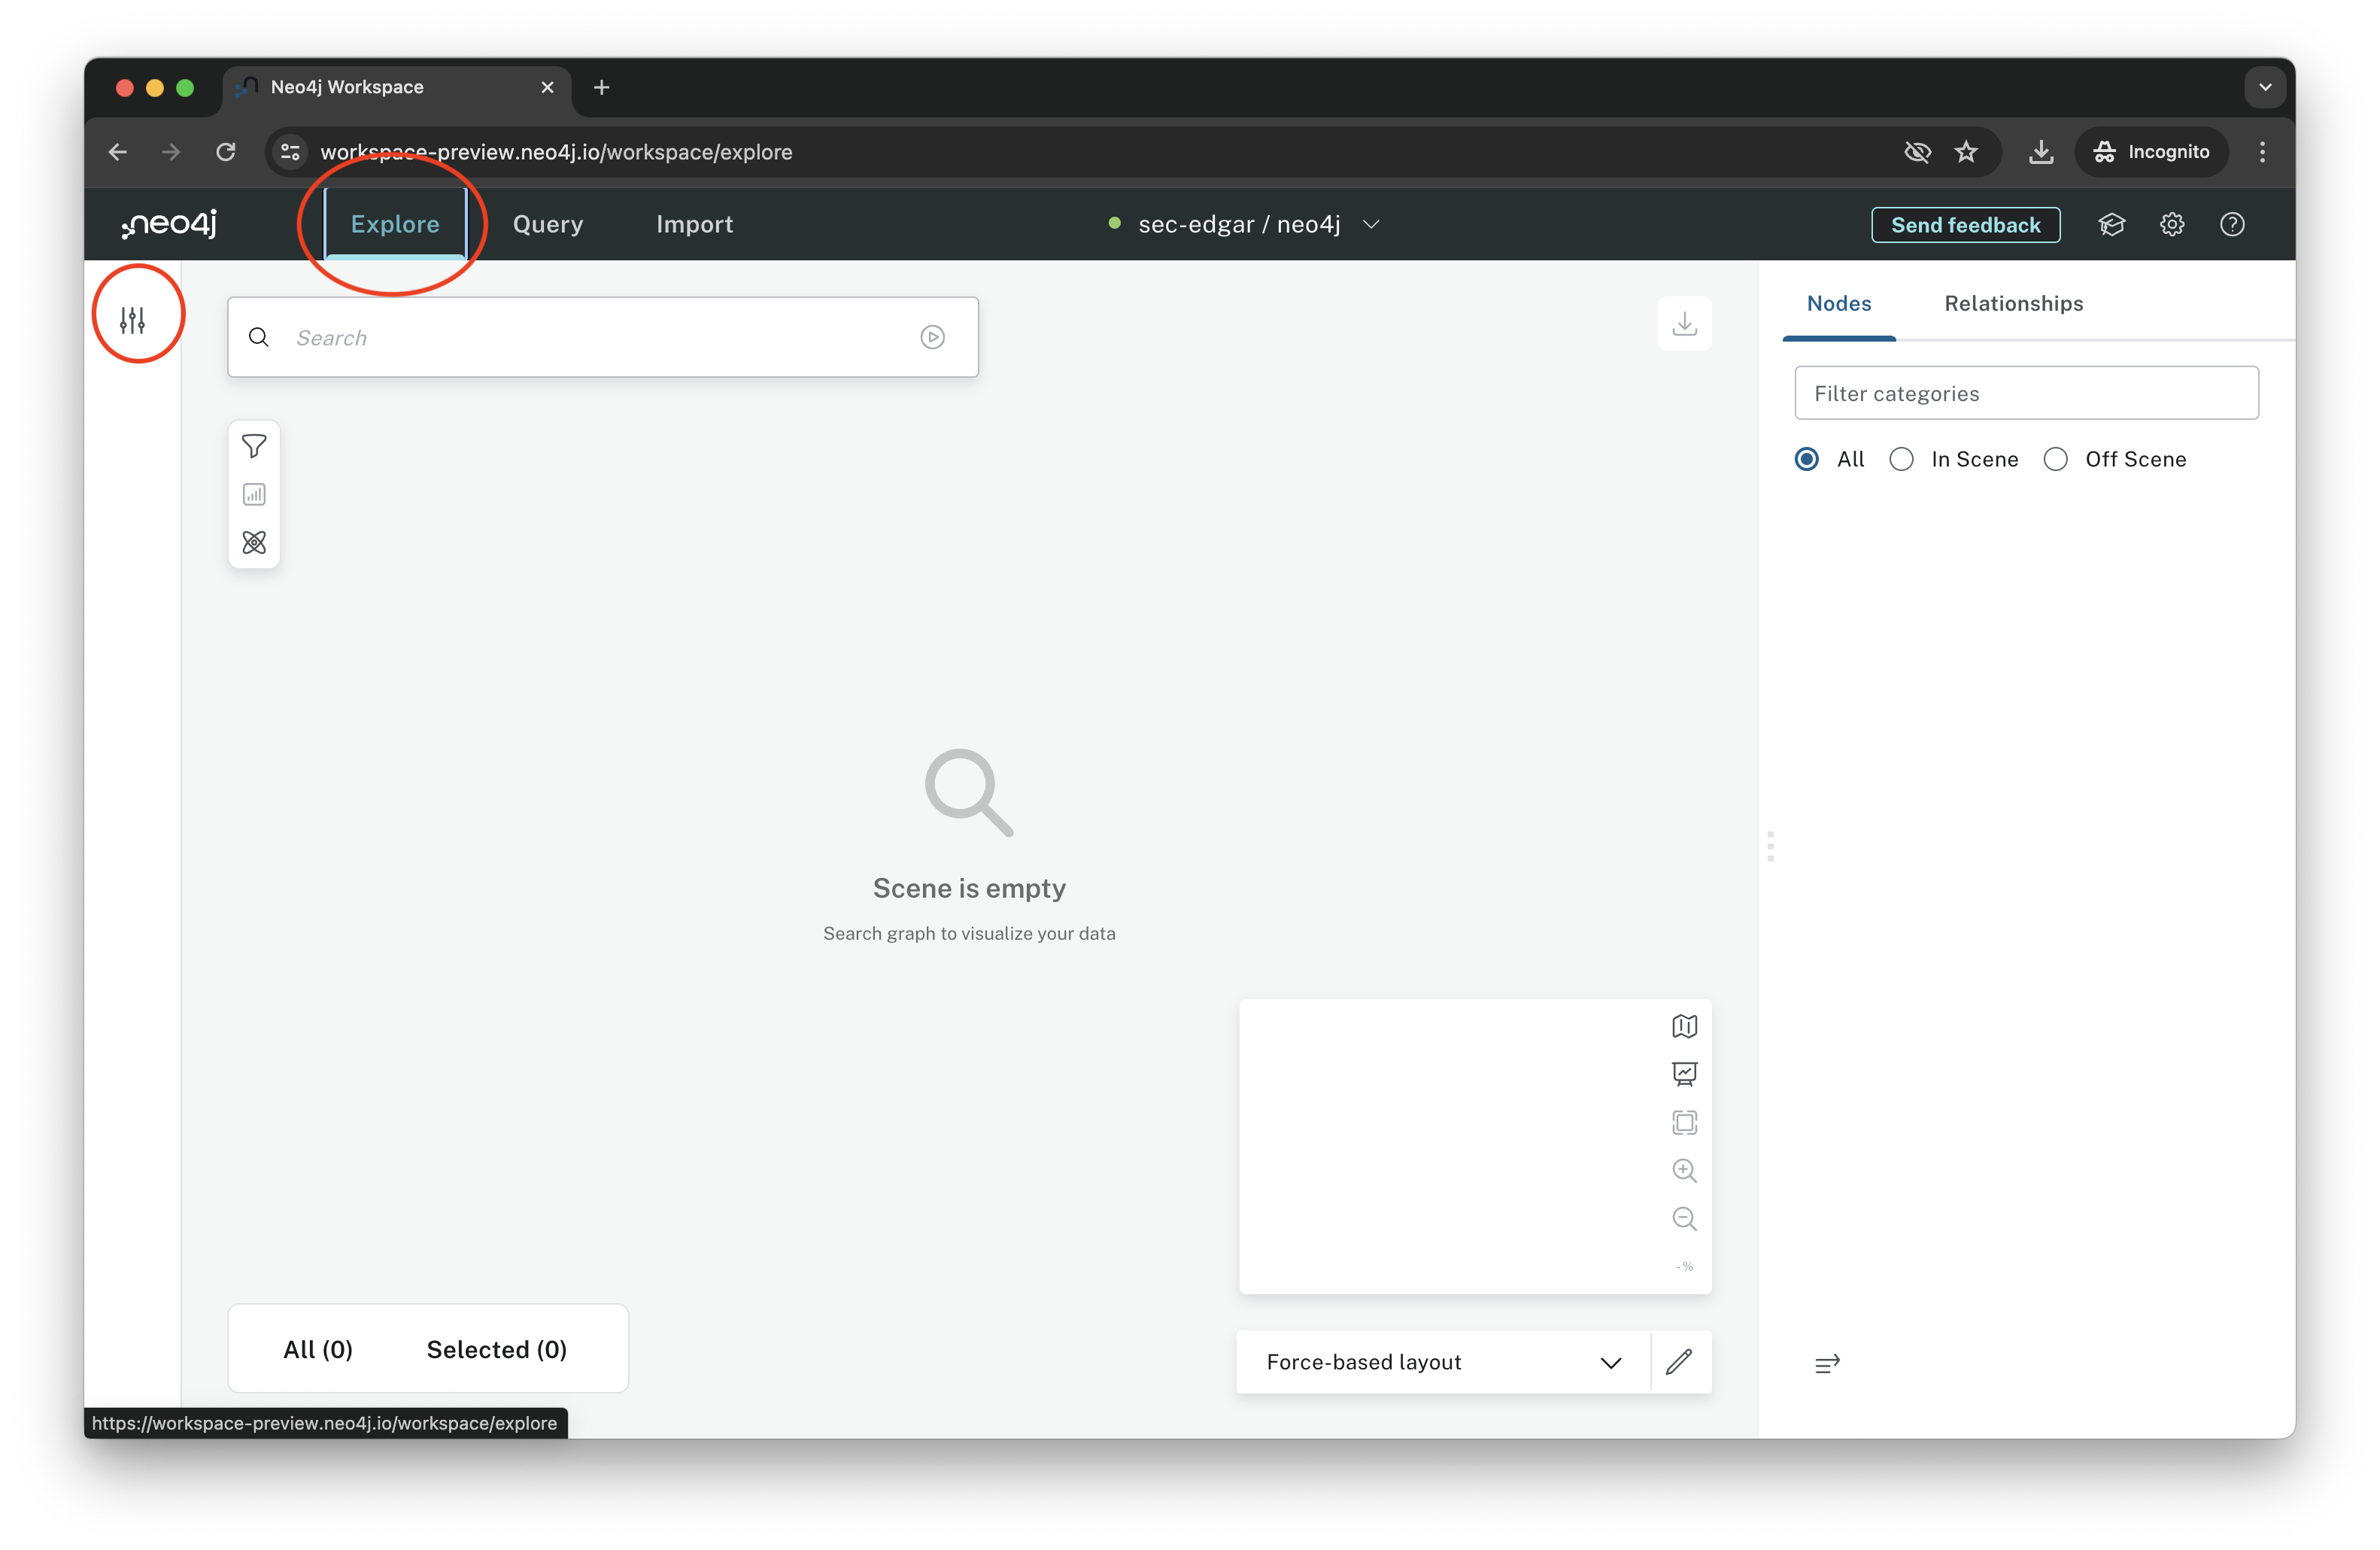 Neo4j Workspace
workspace-preview.neo4j.io/workspace/explore
Incognito
neo4j
Explore
Query
Import
sec-edgar / neo4j
Send feedback
Search
Nodes
Relationships
Filter categories
All
In Scene
Off Scene
Scene is empty
Search graph to visualize your data
-%
All (0)
Selected (0)
Force-based layout
https://workspace-preview.neo4j.io/workspace/explore